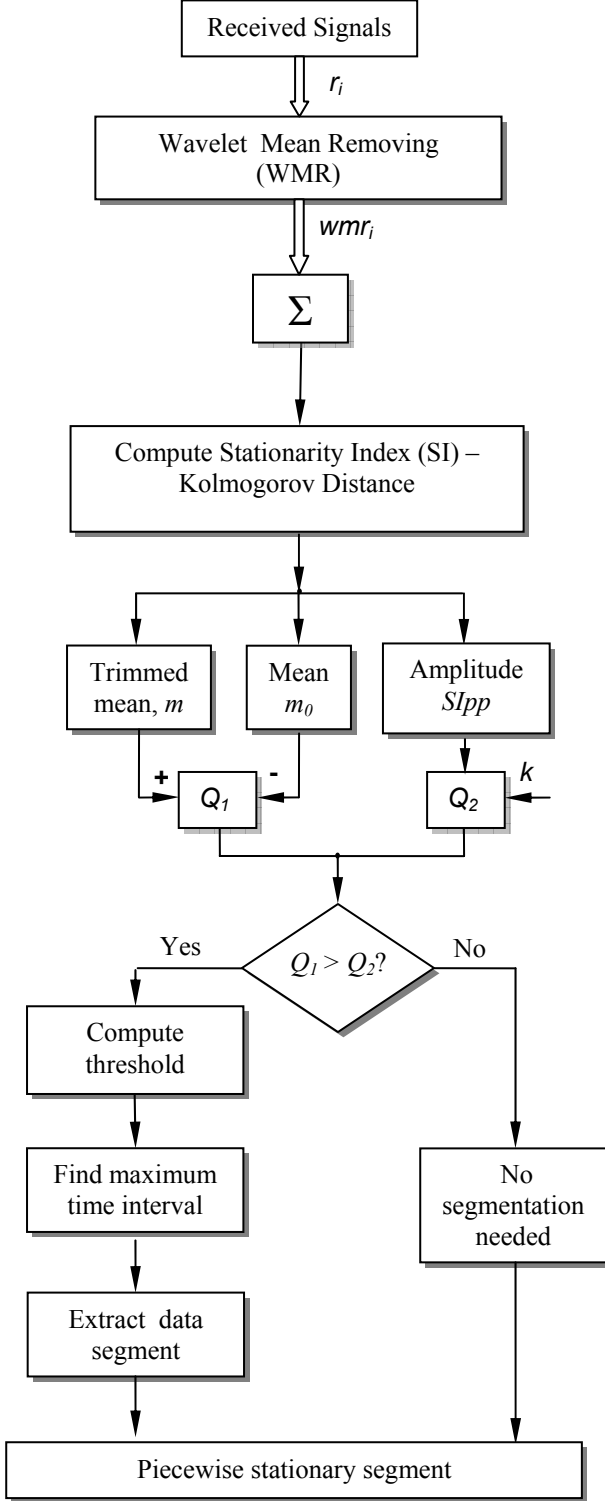 Received Signals
r_i
Wavelet Mean Removing
(WMR)
wmr_i
Σ
Compute Stationarity Index (SI) –
Kolmogorov Distance
Trimmed
mean, m
Mean
m_0
Amplitude
SIpp
+
-
k
Q_1
Q_2
Yes
Q_1 > Q_2?
No
Compute
threshold
Find maximum
time interval
No
segmentation
needed
Extract data
segment
Piecewise stationary segment